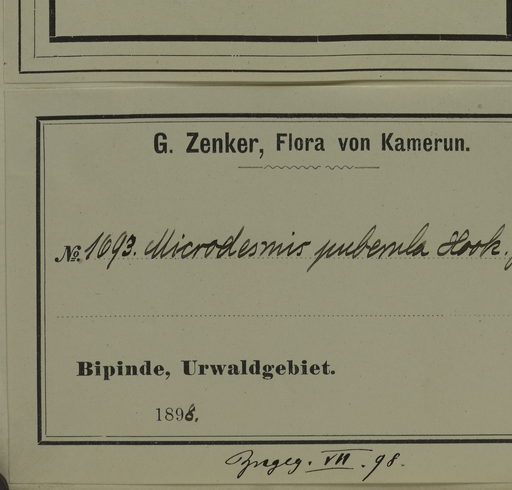 G. Zenker, Flora von Kamerun.
No. 1693. Microdesmis puberula Hook. f
Bipinde, Urwaldgebiet.
1898.
VII. 98.